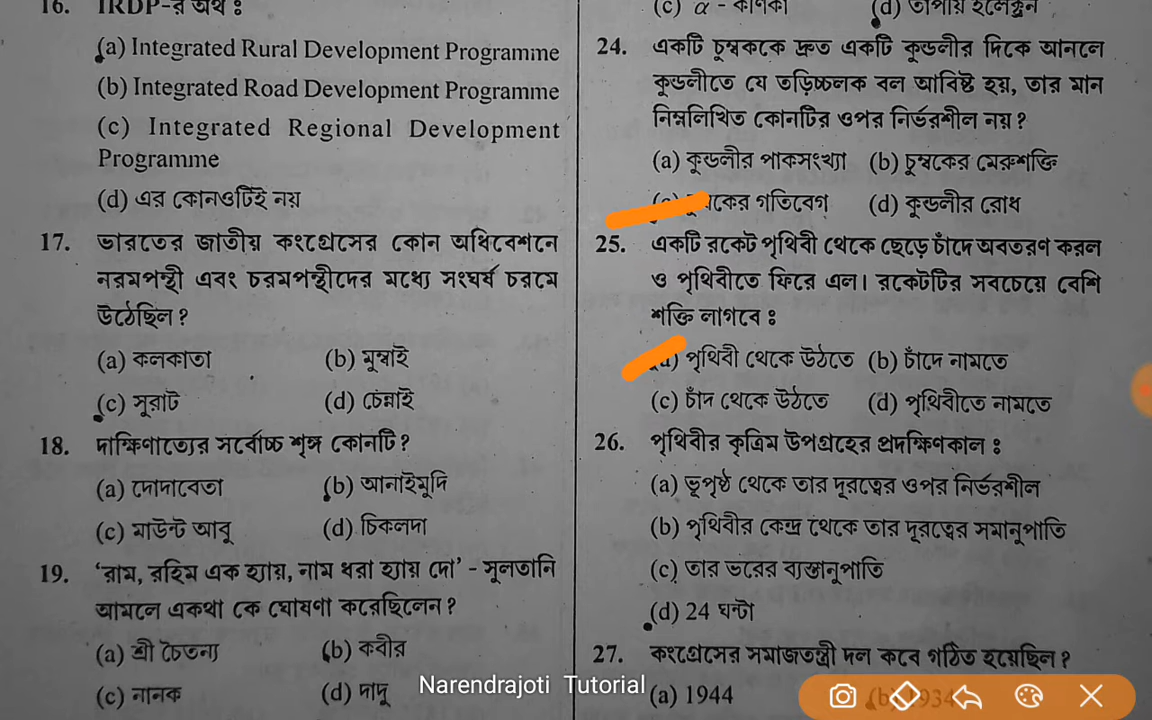 16. IRDP-র অর্থ ঃ
(a) Integrated Rural Development Programme
(b) Integrated Road Development Programme
(c) Integrated Regional Development
Programme
(d) এর কোনওটিই নয়
17. ভারতের জাতীয় কংগ্রেসের কোন অধিবেশনে
নরমপন্থী এবং চরমপন্থীদের মধ্যে সংঘর্ষ চরমে
উঠেছিল ?
(a) কলকাতা (b) মুম্বাই
(c) সুরাট (d) চেন্নাই
18. দাক্ষিণাত্যের সর্বোচ্চ শৃঙ্গ কোনটি ?
(a) দোদাবেতা (b) আনাইমুদি
(c) মাউন্ট আবু (d) চিকলদা
19. ‘রাম, রহিম এক হ্যায়, নাম ধরা হ্যায় দো’ - সুলতানি
আমলে একথা কে ঘোষণা করেছিলেন ?
(a) শ্রী চৈতন্য (b) কবীর
(c) নানক (d) দাদু
(c) α - কণিকা (d) তাপীয় ইলেকট্রন
24. একটি চুম্বককে দ্রুত একটি কুন্ডলীর দিকে আনলে
কুন্ডলীতে যে তড়িচ্চালক বল আবিষ্ট হয়, তার মান
নিম্নলিখিত কোনটির ওপর নির্ভরশীল নয় ?
(a) কুন্ডলীর পাকসংখ্যা (b) চুম্বকের মেরুশক্তি
গতিবেগ (d) কুন্ডলীর রোধ
25. একটি রকেট পৃথিবী থেকে ছেড়ে চাঁদে অবতরণ করল
ও পৃথিবীতে ফিরে এল। রকেটটির সবচেয়ে বেশি
শক্তি লাগবে ঃ
(a) পৃথিবী থেকে উঠতে (b) চাঁদে নামতে
(c) চাঁদ থেকে উঠতে (d) পৃথিবীতে নামতে
26. পৃথিবীর কৃত্রিম উপগ্রহের প্রদক্ষিণকাল ঃ
(a) ভূপৃষ্ঠ থেকে তার দূরত্বের ওপর নির্ভরশীল
(b) পৃথিবীর কেন্দ্র থেকে তার দূরত্বের সমানুপাতি
(c) তার ভরের ব্যস্তানুপাতি
(d) 24 ঘন্টা
27. কংগ্রেসের সমাজতন্ত্রী দল কবে গঠিত হয়েছিল ?
(a) 1944 (b) 1934
Narendrajoti Tutorial